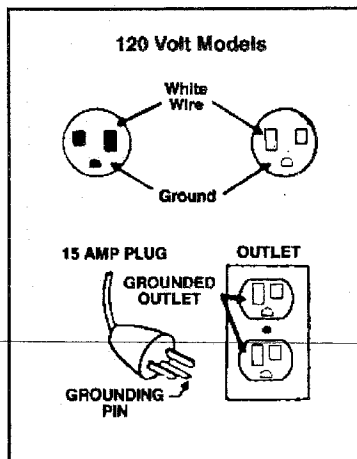 120 Volt Models
White
Wire
Ground
15 AMP PLUG
OUTLET
GROUNDED
OUTLET
GROUNDING
PIN